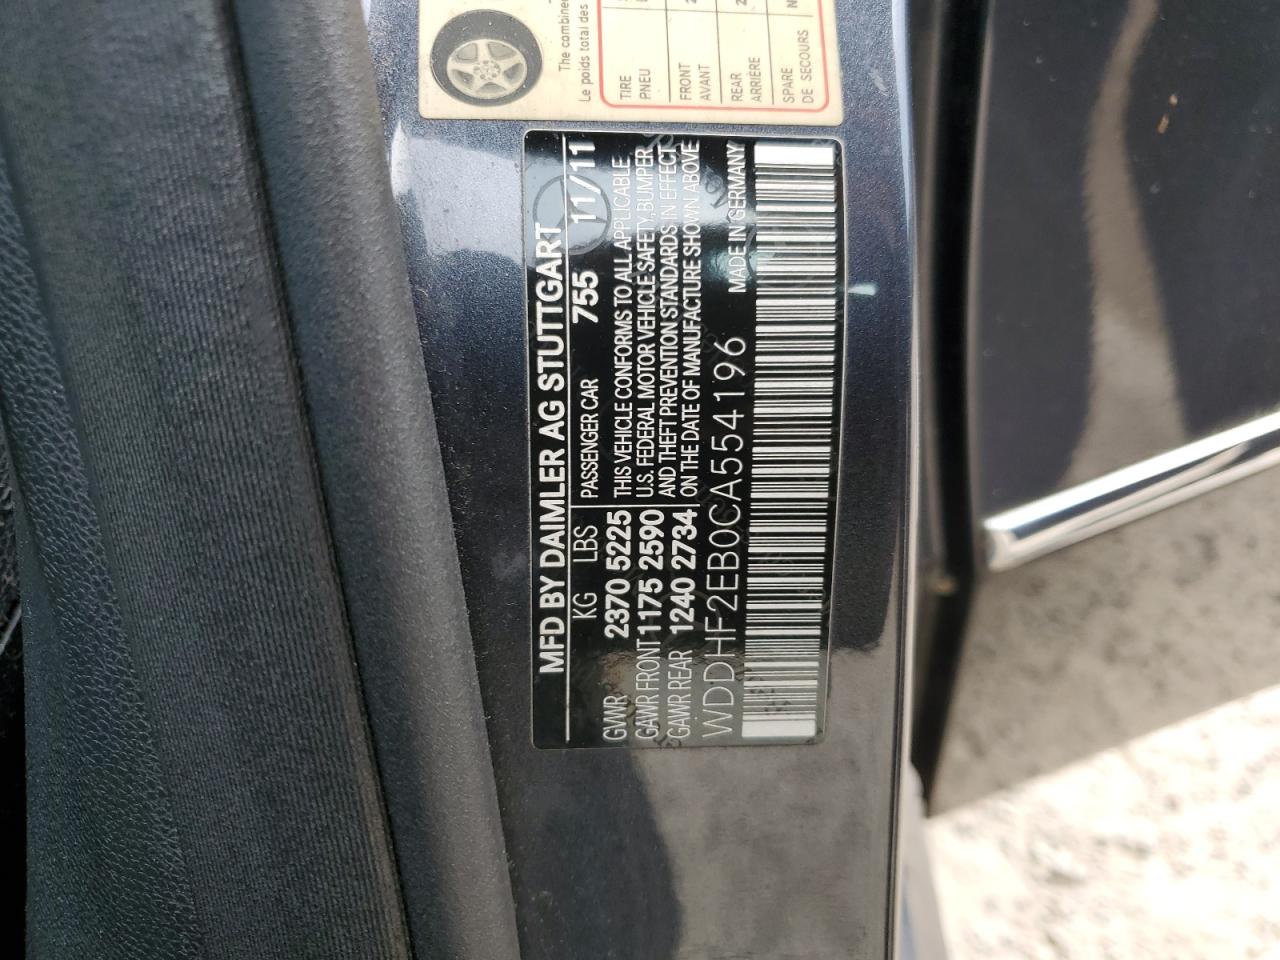 MFD BY DAIMLER AG STUTTGART
KG LBS PASSENGER CAR 755 11/11
GVWR 2370 5225 THIS VEHICLE CONFORMS TO ALL APPLICABLE
GAWR FRONT 1175 2590 U.S. FEDERAL MOTOR VEHICLE SAFETY, BUMPER
GAWR REAR 1240 2734 AND THEFT PREVENTION STANDARDS IN EFFECT
ON THE DATE OF MANUFACTURE SHOWN ABOVE
WDDHF2EB0CA554196 MADE IN GERMANY
The combined
Le poids total des
TIRE
PNEU
FRONT
AVANT
REAR
ARRIÈRE
SPARE
DE SECOURS